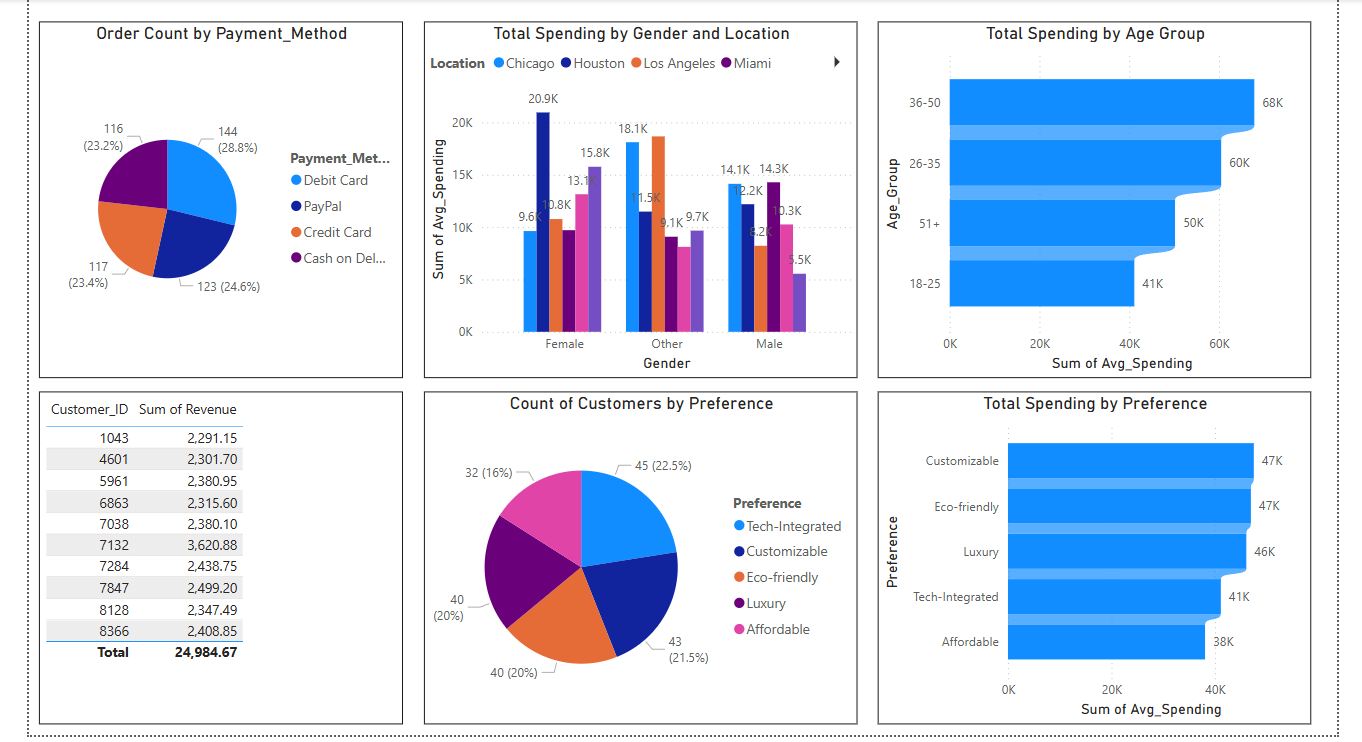 Order Count by Payment_Method
116
(23.2%)
144
(28.8%)
117
(23.4%)
123 (24.6%)
Payment_Met...
Debit Card
PayPal
Credit Card
Cash on Del...
Total Spending by Gender and Location
Location Chicago Houston Los Angeles Miami
Sum of Avg_Spending
20K
15K
10K
5K
0K
9.6K
20.9K
10.8K
13.1K
15.8K
18.1K
11.5K
9.1K
9.7K
14.1K
12.2K
8.2K
14.3K
10.3K
5.5K
Female Other Male
Gender
Total Spending by Age Group
Age_Group
36-50 68K
26-35 60K
51+ 50K
18-25 41K
0K 20K 40K 60K
Sum of Avg_Spending
Customer_ID Sum of Revenue
1043 2,291.15
4601 2,301.70
5961 2,380.95
6863 2,315.60
7038 2,380.10
7132 3,620.88
7284 2,438.75
7847 2,499.20
8128 2,347.49
8366 2,408.85
Total 24,984.67
Count of Customers by Preference
32 (16%)
45 (22.5%)
40
(20%)
43
(21.5%)
40 (20%)
Preference
Tech-Integrated
Customizable
Eco-friendly
Luxury
Affordable
Total Spending by Preference
Preference
Customizable 47K
Eco-friendly 47K
Luxury 46K
Tech-Integrated 41K
Affordable 38K
0K 20K 40K
Sum of Avg_Spending